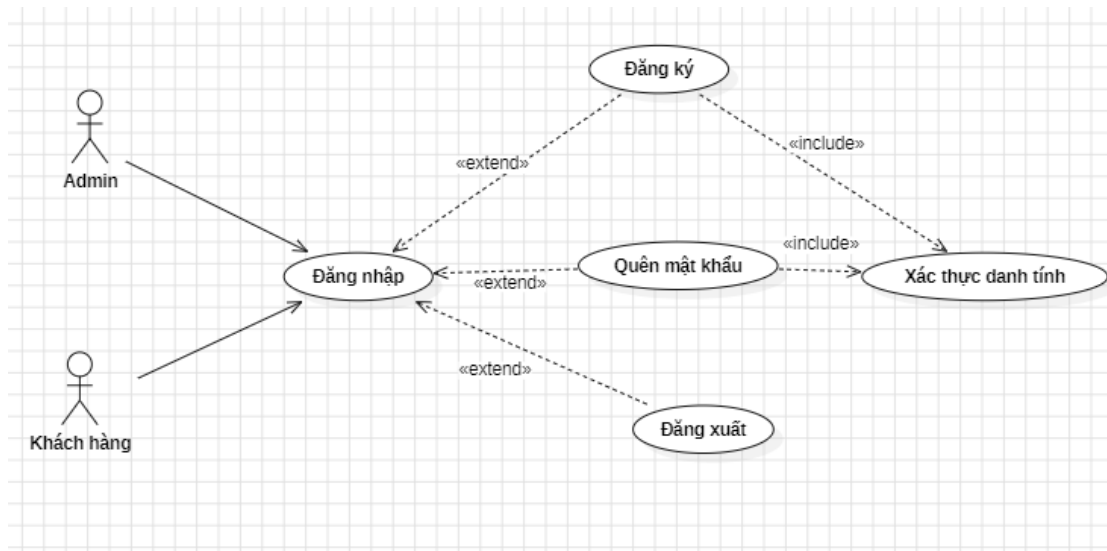 Đăng ký
«include»
«extend»
Admin
«include»
Đăng nhập
Quên mật khẩu
Xác thực danh tính
«extend»
«extend»
Đăng xuất
Khách hàng